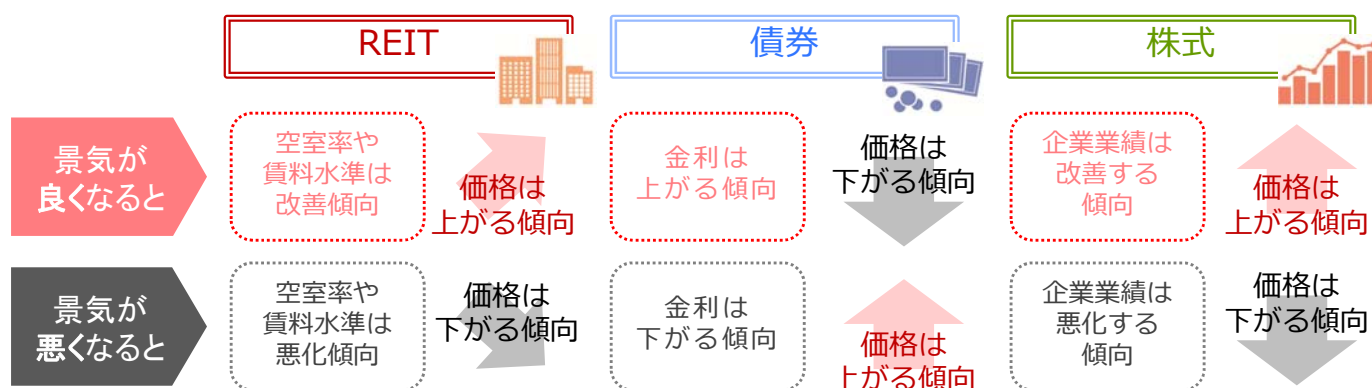 REIT
債券
株式
景気が
良くなると
空室率や
賃料水準は
改善傾向
価格は
上がる傾向
金利は
上がる傾向
価格は
下がる傾向
企業業績は
改善する
傾向
価格は
上がる傾向
景気が
悪くなると
空室率や
賃料水準は
悪化傾向
価格は
下がる傾向
金利は
下がる傾向
価格は
上がる傾向
企業業績は
悪化する
傾向
価格は
下がる傾向